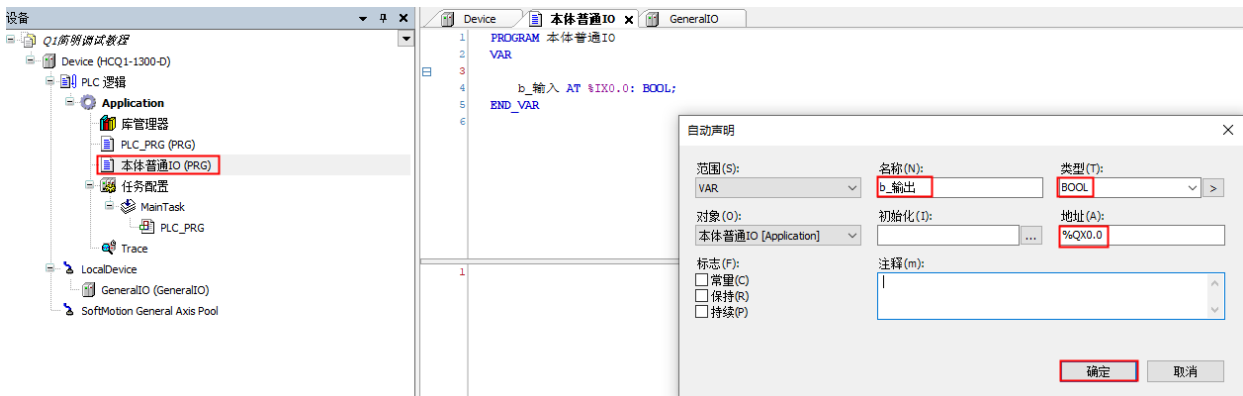 设备
Q1简明调试教程
Device (HCQ1-1300-D)
PLC 逻辑
Application
库管理器
PLC_PRG (PRG)
本体普通IO (PRG)
任务配置
MainTask
PLC_PRG
Trace
LocalDevice
GeneralIO (GeneralIO)
SoftMotion General Axis Pool
Device 本体普通IO GeneralIO
1 PROGRAM 本体普通IO
2 VAR
3
4 b_输入 AT %IX0.0: BOOL;
5 END_VAR
6
1
自动声明
范围(S): 名称(N): 类型(T):
VAR b_输出 BOOL >
对象(O): 初始化(I): 地址(A):
本体普通IO [Application] ... %QX0.0
标志(F): 注释(m):
常量(C)
保持(R)
持续(P)
确定 取消